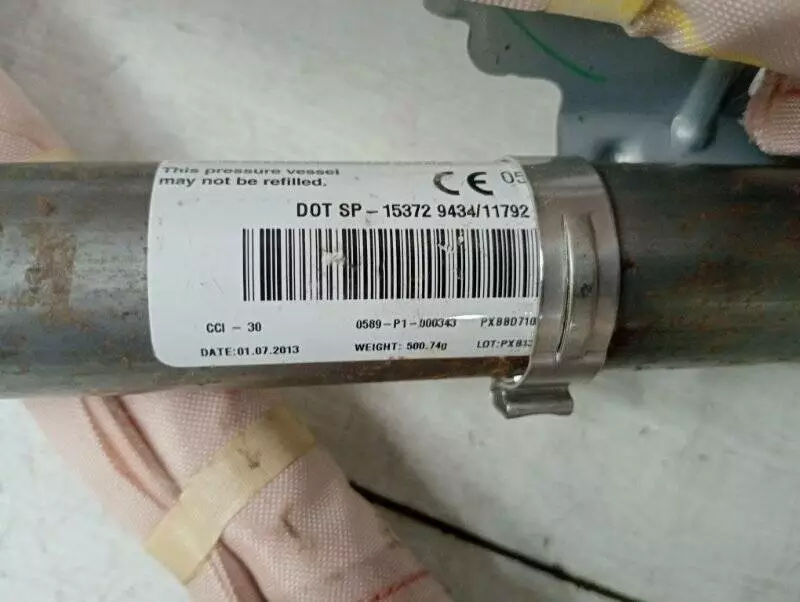 This pressure vessel
may not be refilled.
CE 05
DOT SP - 15372 9434/11792
CCI - 30 0589-P1-000343
DATE:01.07.2013 WEIGHT: 500.74g